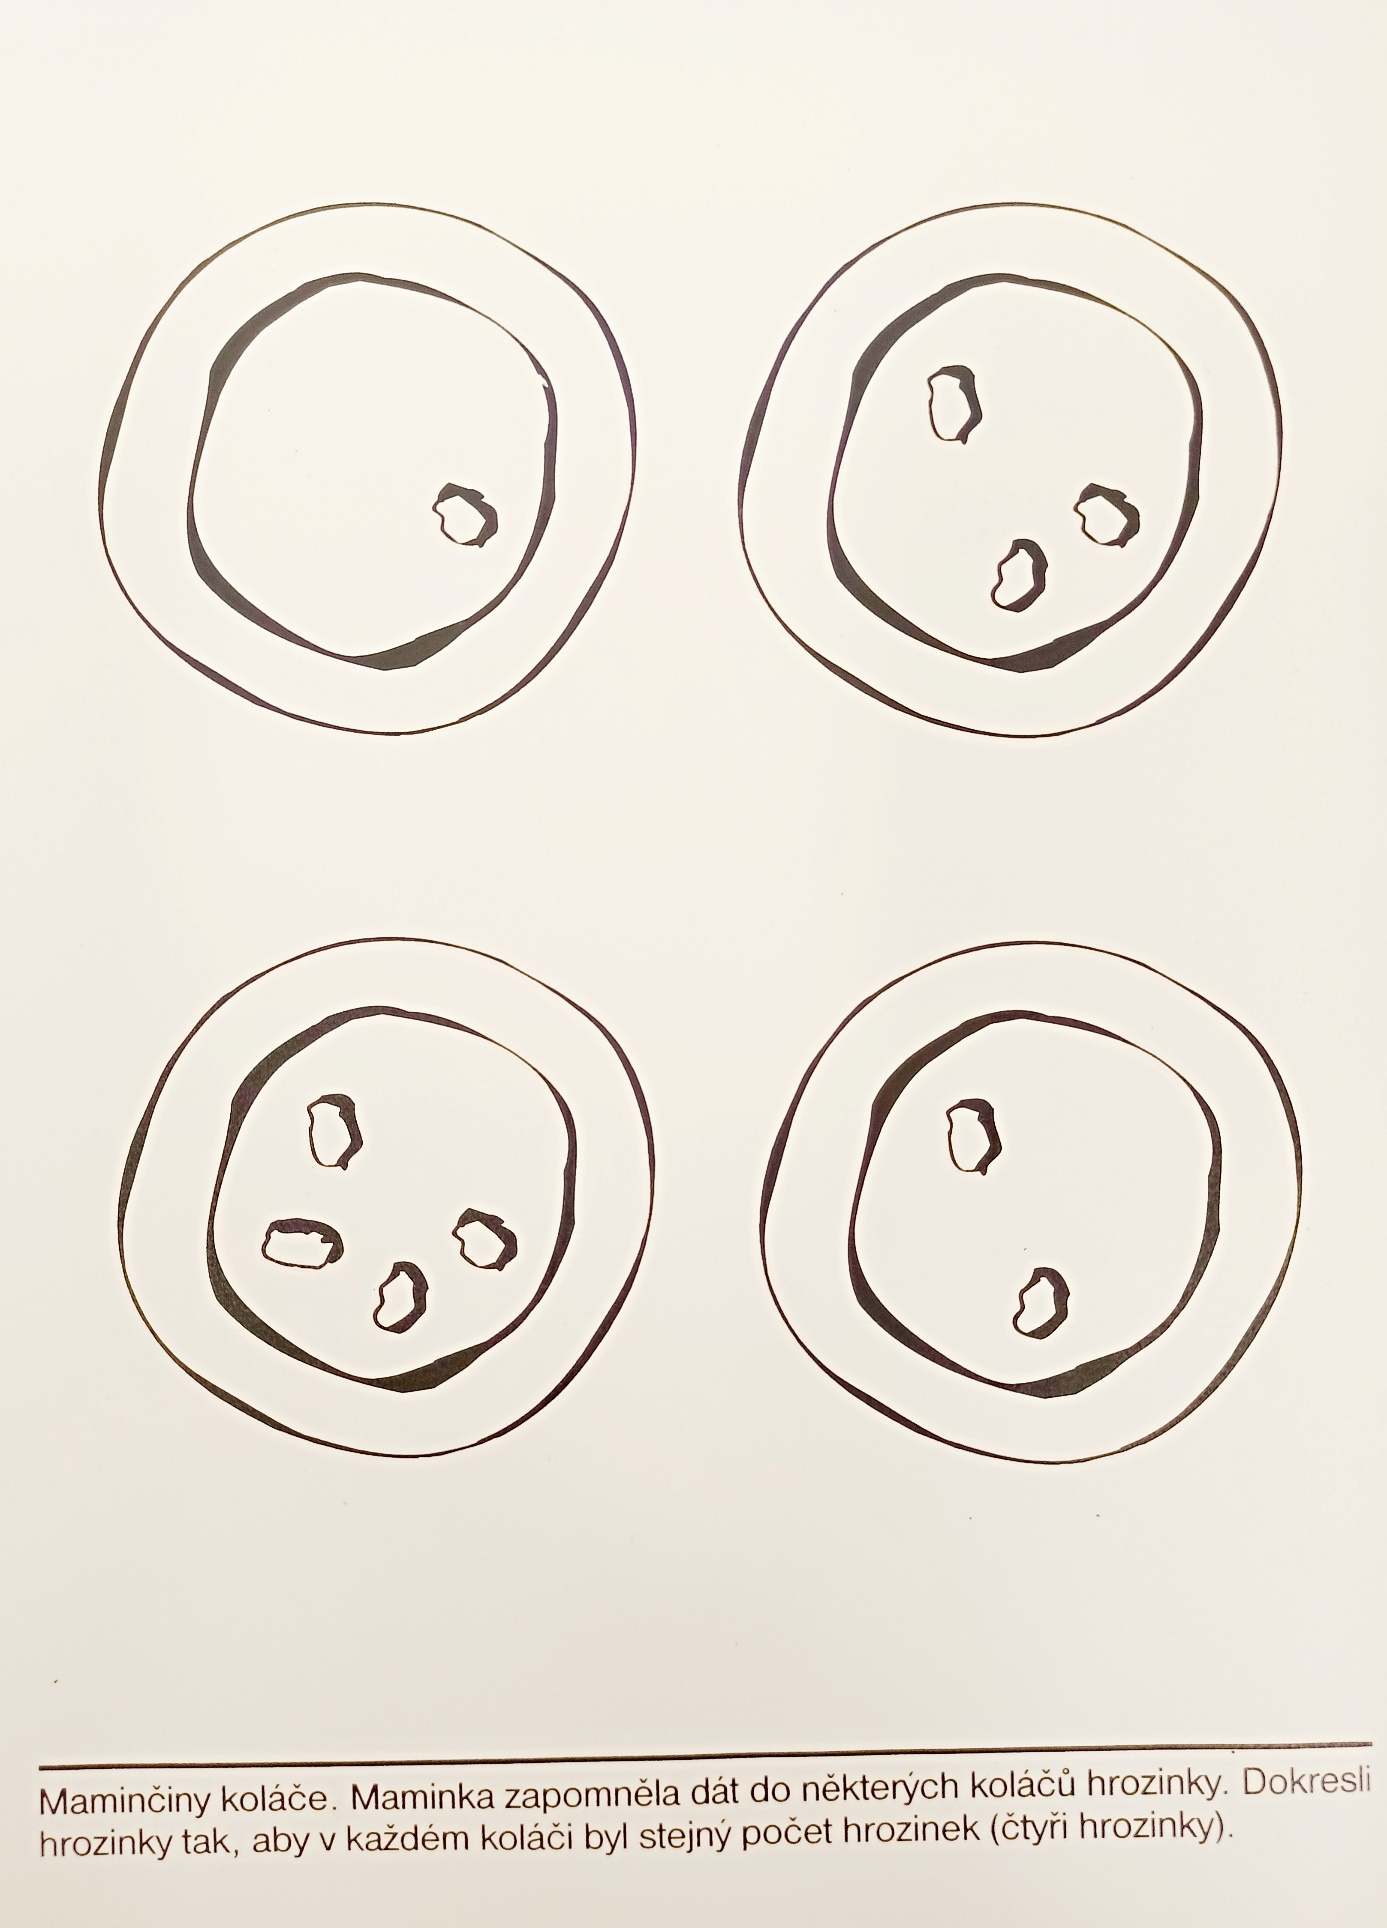 Maminčiny koláče. Maminka zapomněla dát do některých koláčů hrozinky. Dokresli
hrozinky tak, aby v každém koláči byl stejný počet hrozinek (čtyři hrozinky).